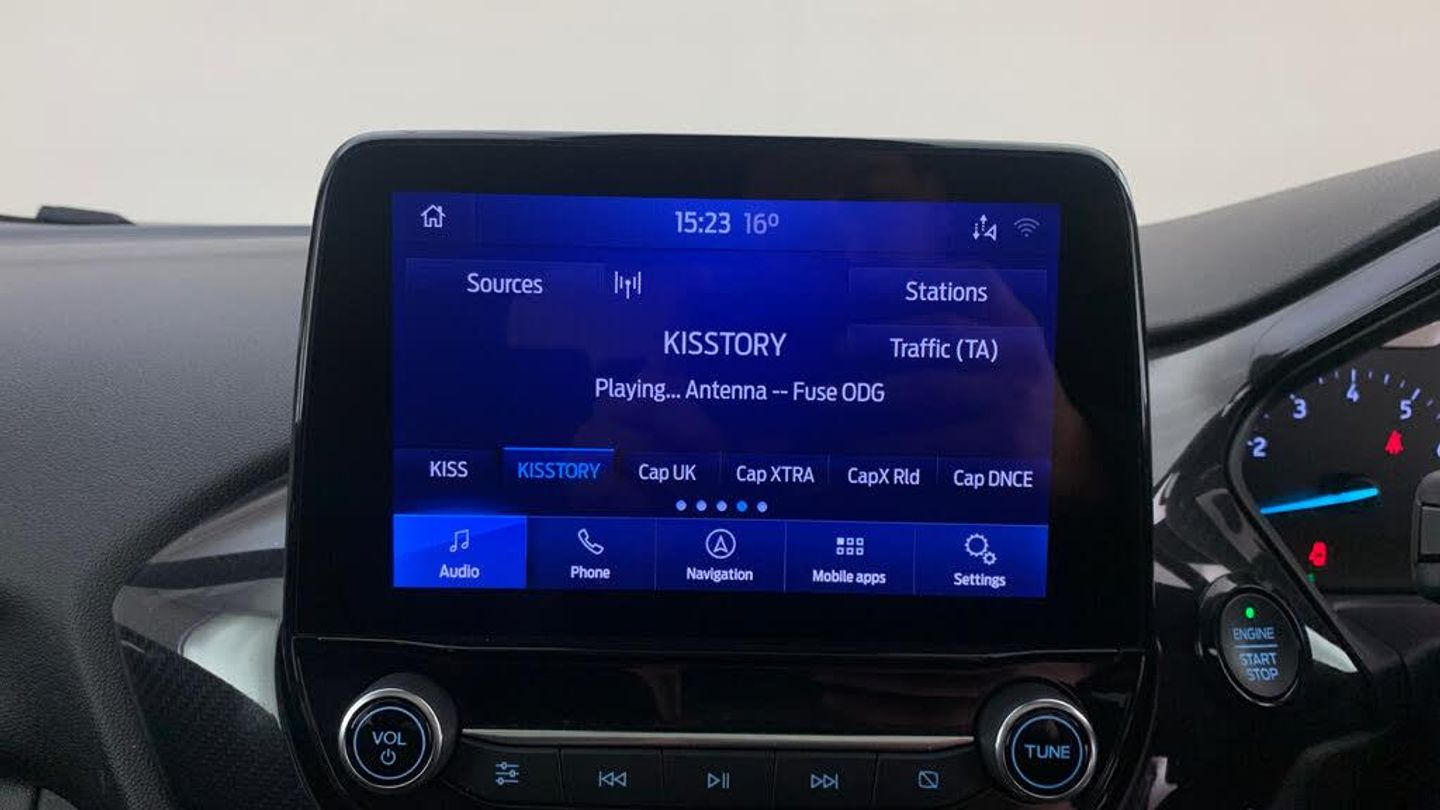 15:23 16º
Sources
Stations
KISSTORY
Traffic (TA)
Playing... Antenna -- Fuse ODG
KISS KISSTORY Cap UK Cap XTRA CapX Rld Cap DNCE
Audio Phone Navigation Mobile apps Settings
2 3 4 5
ENGINE
START
STOP
VOL
TUNE